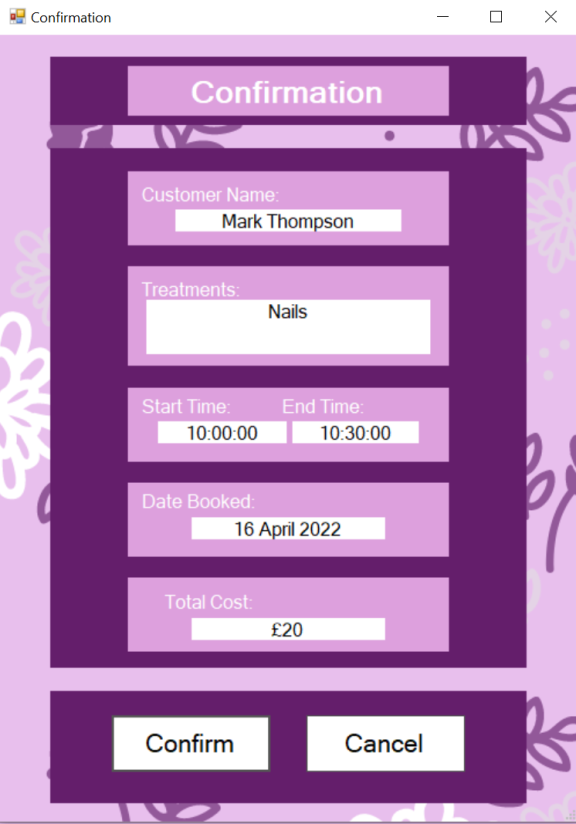 Confirmation
Confirmation
Customer Name:
Mark Thompson
Treatments:
Nails
Start Time: End Time:
10:00:00 10:30:00
Date Booked:
16 April 2022
Total Cost:
£20
Confirm Cancel